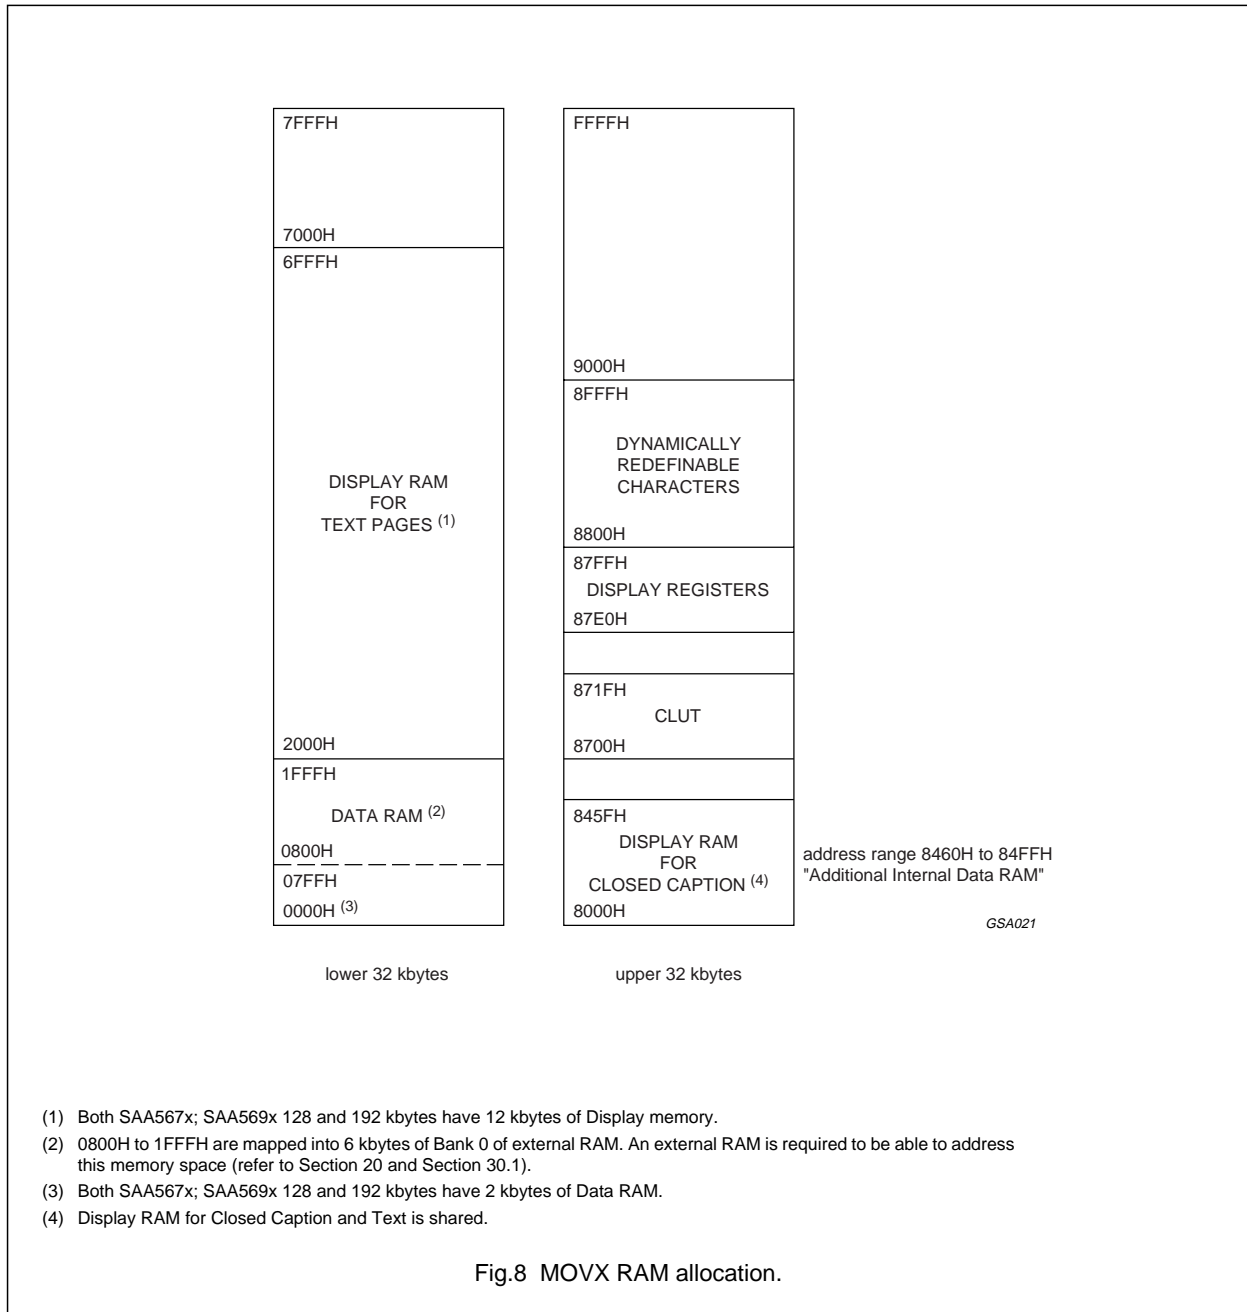 7FFFH
7000H
6FFFH
DISPLAY RAM
FOR
TEXT PAGES (1)
2000H
1FFFH
DATA RAM (2)
0800H
07FFH
0000H (3)
lower 32 kbytes
FFFFH
9000H
8FFFH
DYNAMICALLY
REDEFINABLE
CHARACTERS
8800H
87FFH
DISPLAY REGISTERS
87E0H
871FH
CLUT
8700H
845FH
DISPLAY RAM
FOR
CLOSED CAPTION (4)
8000H
upper 32 kbytes
address range 8460H to 84FFH
"Additional Internal Data RAM"
GSA021
(1) Both SAA567x; SAA569x 128 and 192 kbytes have 12 kbytes of Display memory.
(2) 0800H to 1FFFH are mapped into 6 kbytes of Bank 0 of external RAM. An external RAM is required to be able to address
this memory space (refer to Section 20 and Section 30.1).
(3) Both SAA567x; SAA569x 128 and 192 kbytes have 2 kbytes of Data RAM.
(4) Display RAM for Closed Caption and Text is shared.
Fig.8 MOVX RAM allocation.